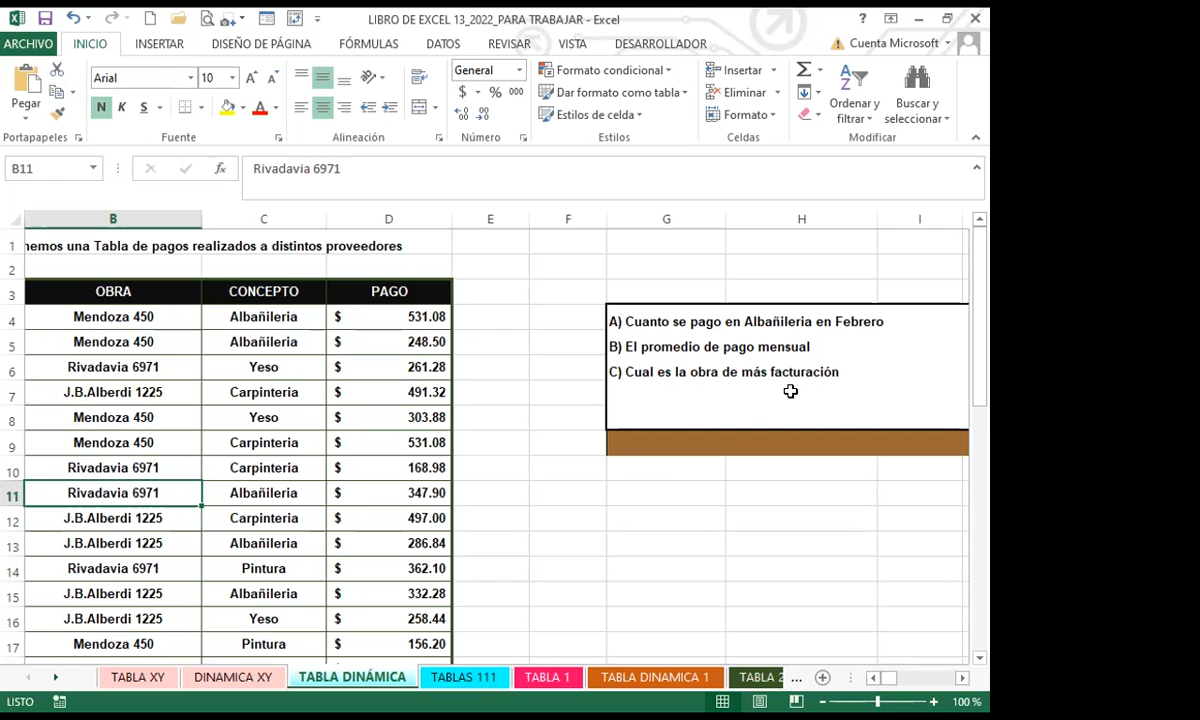 LIBRO DE EXCEL 13_2022_PARA TRABAJAR - Excel
ARCHIVO INICIO INSERTAR DISEÑO DE PÁGINA FÓRMULAS DATOS REVISAR VISTA DESARROLLADOR Cuenta Microsoft
Arial 10 General Formato condicional Insertar
Pegar N K S $ % 000 Dar formato como tabla Eliminar Ordenar y filtrar Buscar y seleccionar
Estilos de celda Formato
Portapapeles Fuente Alineación Número Estilos Celdas Modificar
B11 fx Rivadavia 6971
B C D E F G H I
1 nemos una Tabla de pagos realizados a distintos proveedores
2
3 OBRA CONCEPTO PAGO
4 Mendoza 450 Albañileria $ 531.08 A) Cuanto se pago en Albañileria en Febrero
5 Mendoza 450 Albañileria $ 248.50 B) El promedio de pago mensual
6 Rivadavia 6971 Yeso $ 261.28 C) Cual es la obra de más facturación
7 J.B.Alberdi 1225 Carpinteria $ 491.32
8 Mendoza 450 Yeso $ 303.88
9 Mendoza 450 Carpinteria $ 531.08
10 Rivadavia 6971 Carpinteria $ 168.98
11 Rivadavia 6971 Albañileria $ 347.90
12 J.B.Alberdi 1225 Carpinteria $ 497.00
13 J.B.Alberdi 1225 Albañileria $ 286.84
14 Rivadavia 6971 Pintura $ 362.10
15 J.B.Alberdi 1225 Albañileria $ 332.28
16 J.B.Alberdi 1225 Yeso $ 258.44
17 Mendoza 450 Pintura $ 156.20
TABLA XY DINAMICA XY TABLA DINÁMICA TABLAS 111 TABLA 1 TABLA DINAMICA 1 TABLA 2 ...
LISTO 100 %